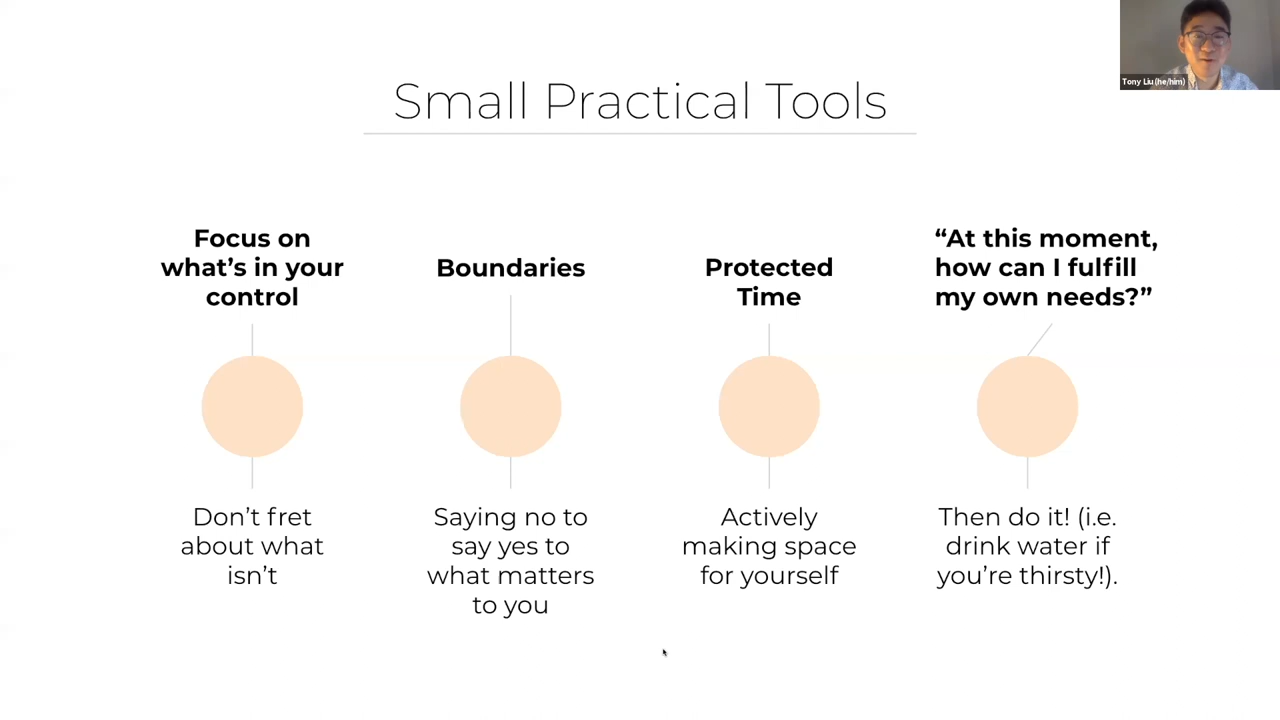 Small Practical Tools
Tony Liu (he/him)
Focus on
what’s in your
control
Don’t fret
about what
isn’t
Boundaries
Saying no to
say yes to
what matters
to you
Protected
Time
Actively
making space
for yourself
“At this moment,
how can I fulfill
my own needs?”
Then do it! (i.e.
drink water if
you’re thirsty!).